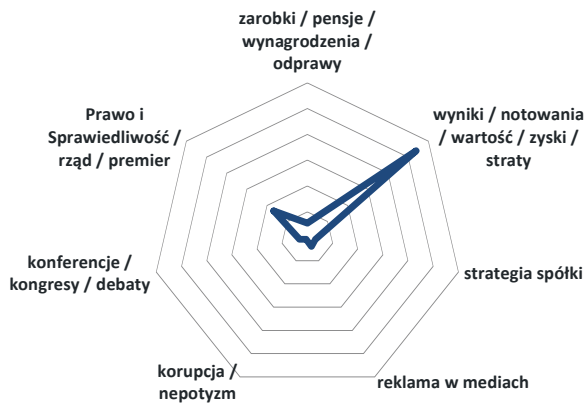 zarobki / pensje /
wynagrodzenia /
odprawy
wyniki / notowania
/ wartość / zyski /
straty
strategia spółki
reklama w mediach
korupcja /
nepotyzm
konferencje /
kongresy / debaty
Prawo i
Sprawiedliwość /
rząd / premier